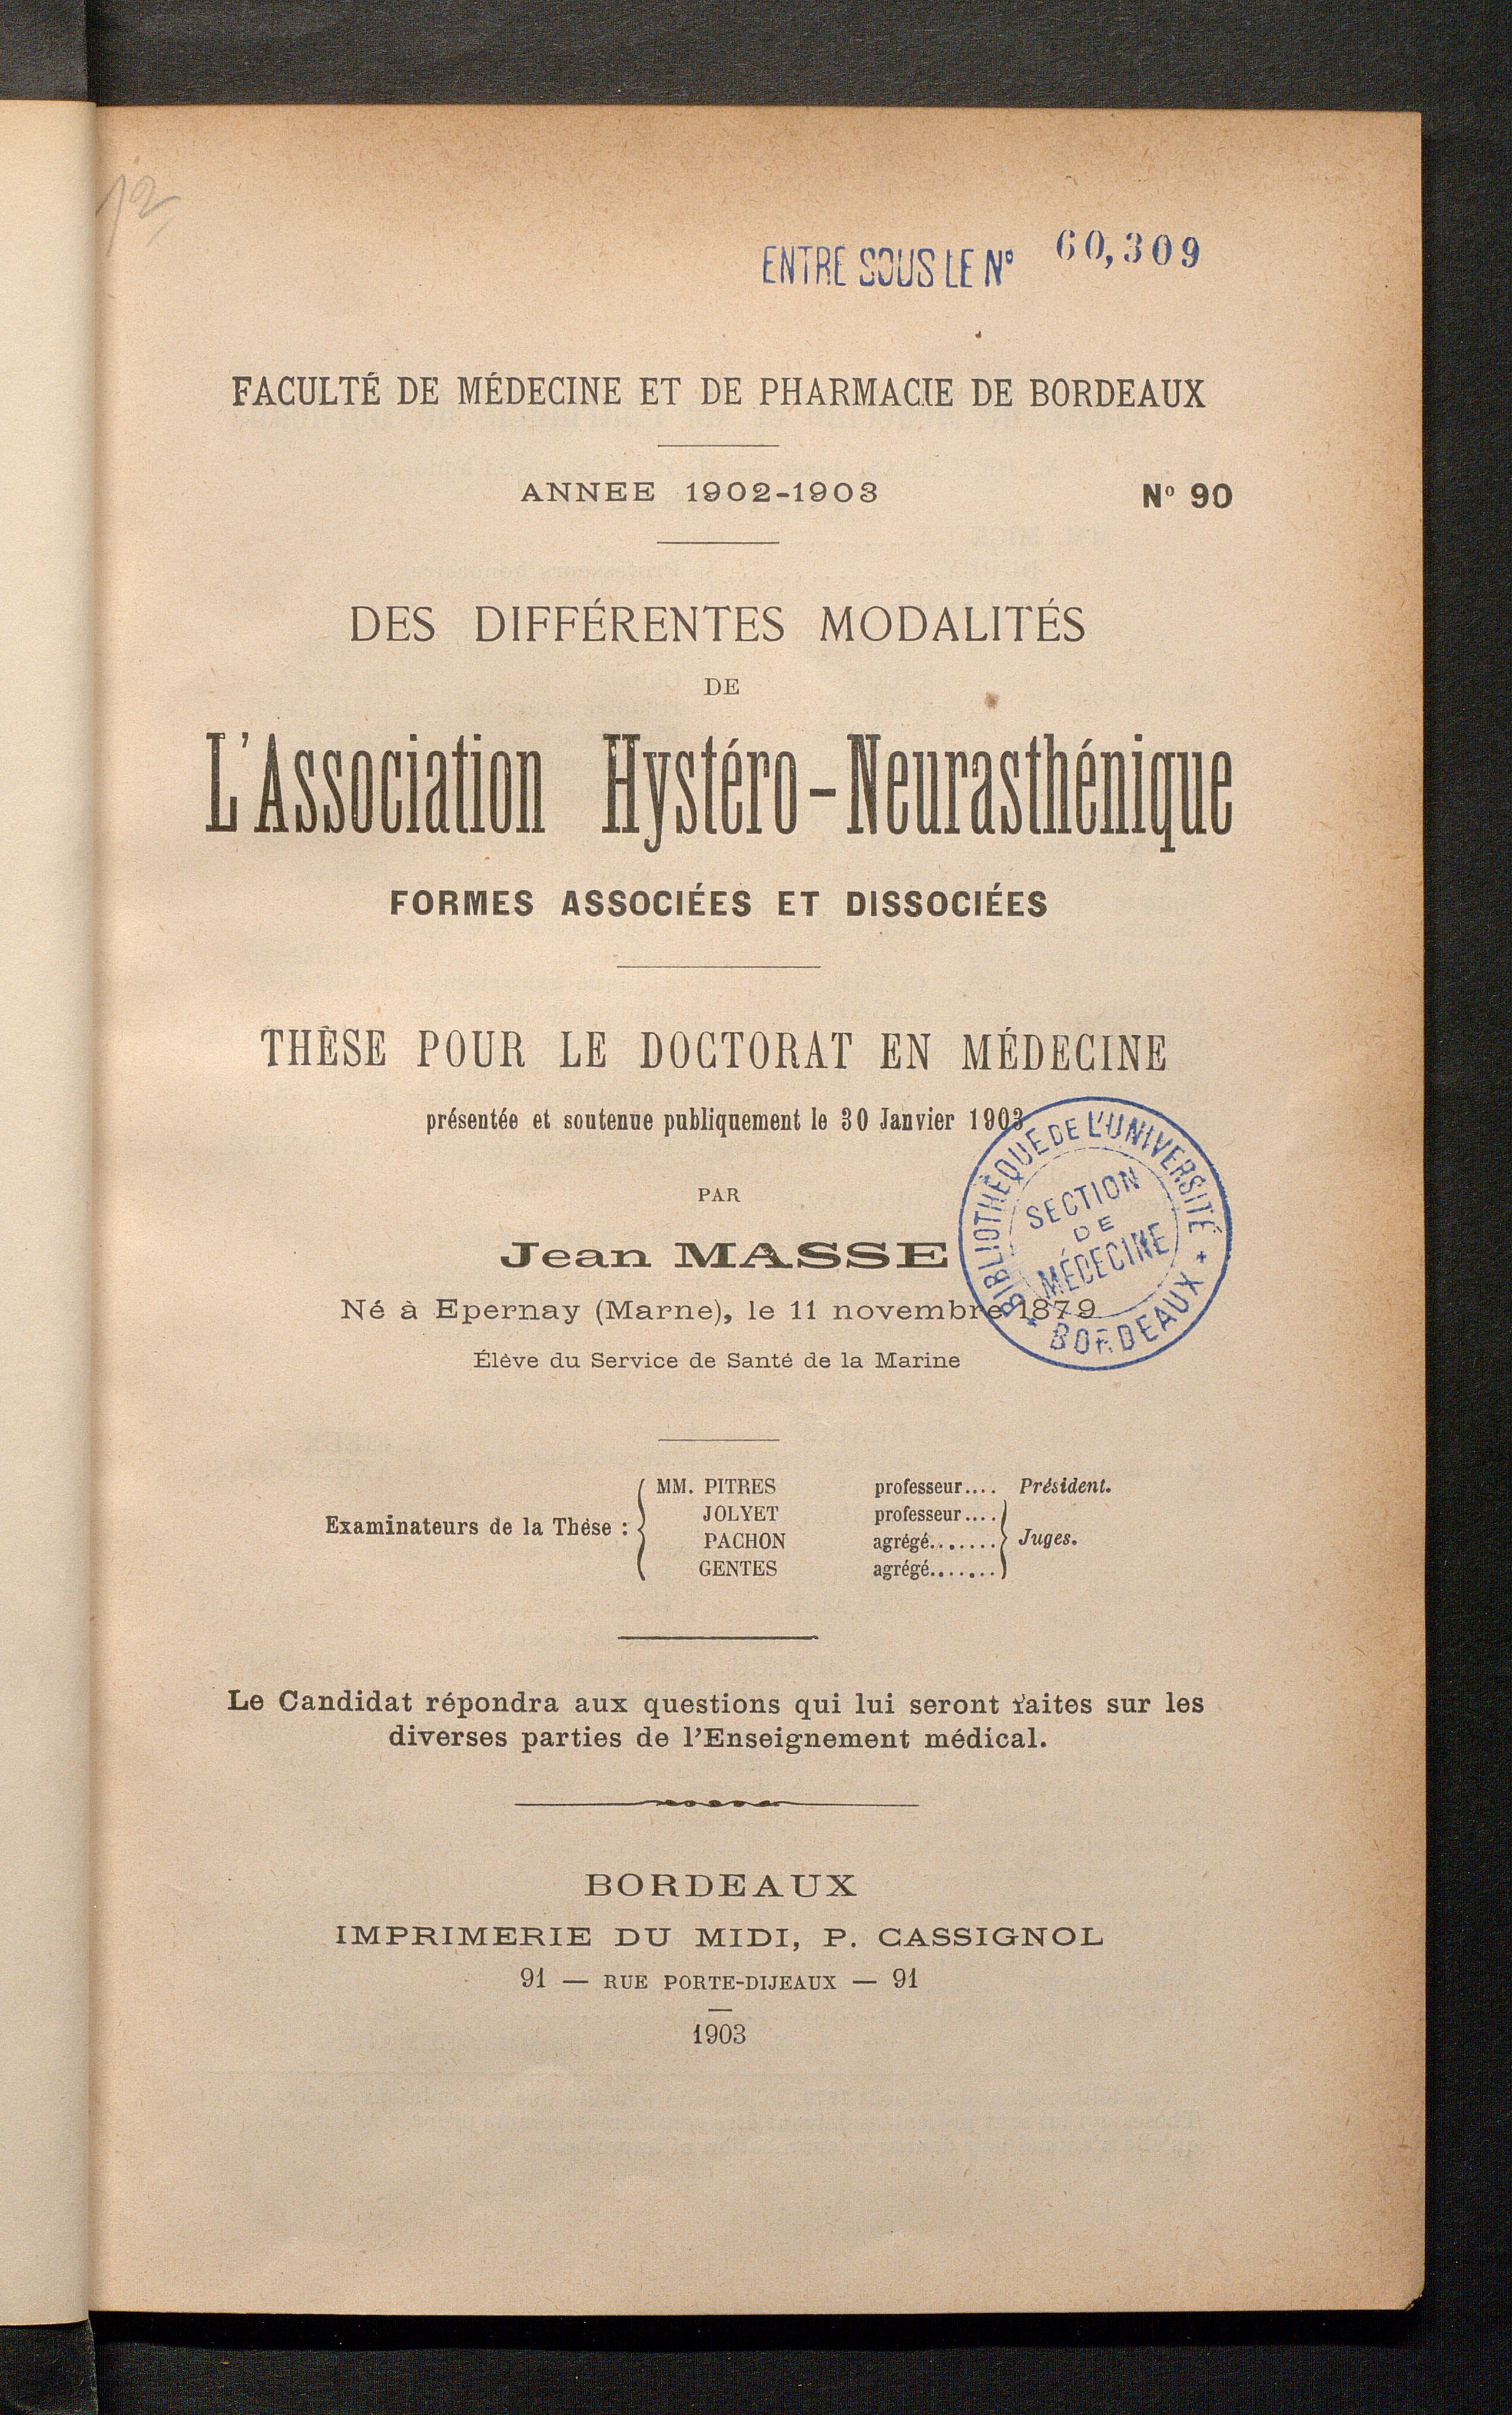 12
ENTRE SOUS LE Nº 60,309
FACULTÉ DE MÉDECINE ET DE PHARMACIE DE BORDEAUX
ANNEE 1902-1903
Nº 90
DES DIFFÉRENTES MODALITÉS
DE
L'Association Hystéro-Neurasthénique
FORMES ASSOCIÉES ET DISSOCIÉES
THÈSE POUR LE DOCTORAT EN MÉDECINE
présentée et soutenue publiquement le 30 Janvier 1903
PAR
Jean MASSE
Né à Epernay (Marne), le 11 novembre 1879
Élève du Service de Santé de la Marine
BIBLIOTHÈQUE DE L'UNIVERSITÉ
* BORDEAUX *
SECTION
DE
MÉDECINE
Examinateurs de la Thèse :
MM. PITRES professeur.... Président.
JOLYET professeur....
PACHON agrégé....... Juges.
GENTES agrégé.......
Le Candidat répondra aux questions qui lui seront faites sur les
diverses parties de l'Enseignement médical.
BORDEAUX
IMPRIMERIE DU MIDI, P. CASSIGNOL
91 — RUE PORTE-DIJEAUX — 91
1903